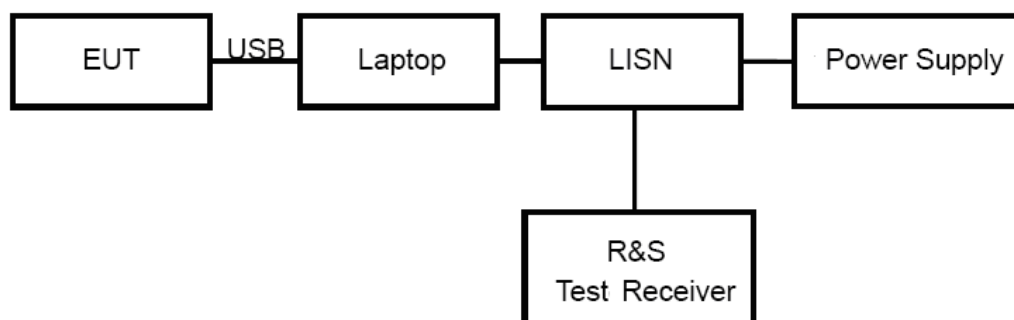 EUT
USB
Laptop
LISN
Power Supply
R&S
Test Receiver